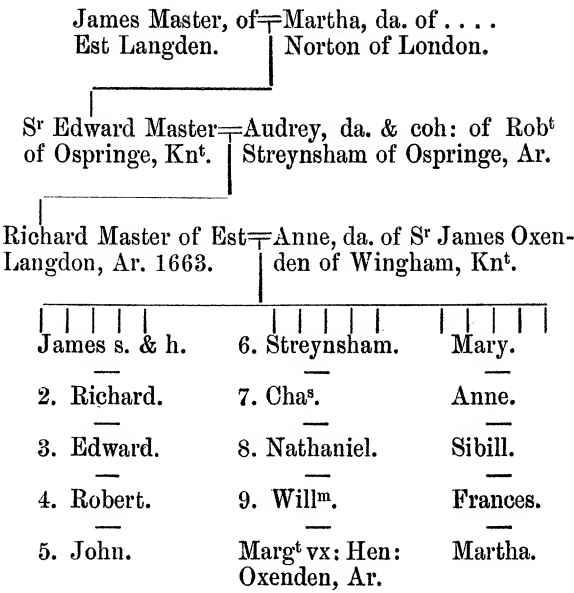 James Master, of Martha, da. of . . . .
Est Langden. Norton of London.
Sʳ Edward Master Audrey, da. & coh: of Robᵗ
of Ospringe, Knᵗ. Streynsham of Ospringe, Ar.
Richard Master of Est Anne, da. of Sʳ James Oxen-
Langdon, Ar. 1663. den of Wingham, Knᵗ.
James s. & h. 6. Streynsham. Mary.
2. Richard. 7. Chaˢ. Anne.
3. Edward. 8. Nathaniel. Sibill.
4. Robert. 9. Willᵐ. Frances.
5. John. Margᵗ vx: Hen: Martha.
Oxenden, Ar.